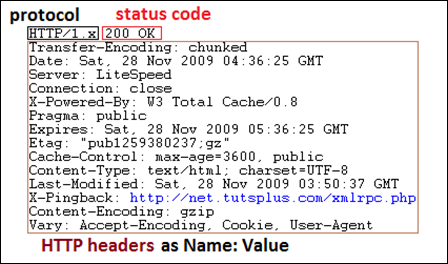 protocol status code
HTTP/1.x 200 OK
Transfer-Encoding: chunked
Date: Sat, 28 Nov 2009 04:36:25 GMT
Server: LiteSpeed
Connection: close
X-Powered-By: W3 Total Cache/0.8
Pragma: public
Expires: Sat, 28 Nov 2009 05:36:25 GMT
Etag: "pub1259380237;gz"
Cache-Control: max-age=3600, public
Content-Type: text/html; charset=UTF-8
Last-Modified: Sat, 28 Nov 2009 03:50:37 GMT
X-Pingback: http://net.tutsplus.com/xmlrpc.php
Content-Encoding: gzip
Vary: Accept-Encoding, Cookie, User-Agent
HTTP headers as Name: Value